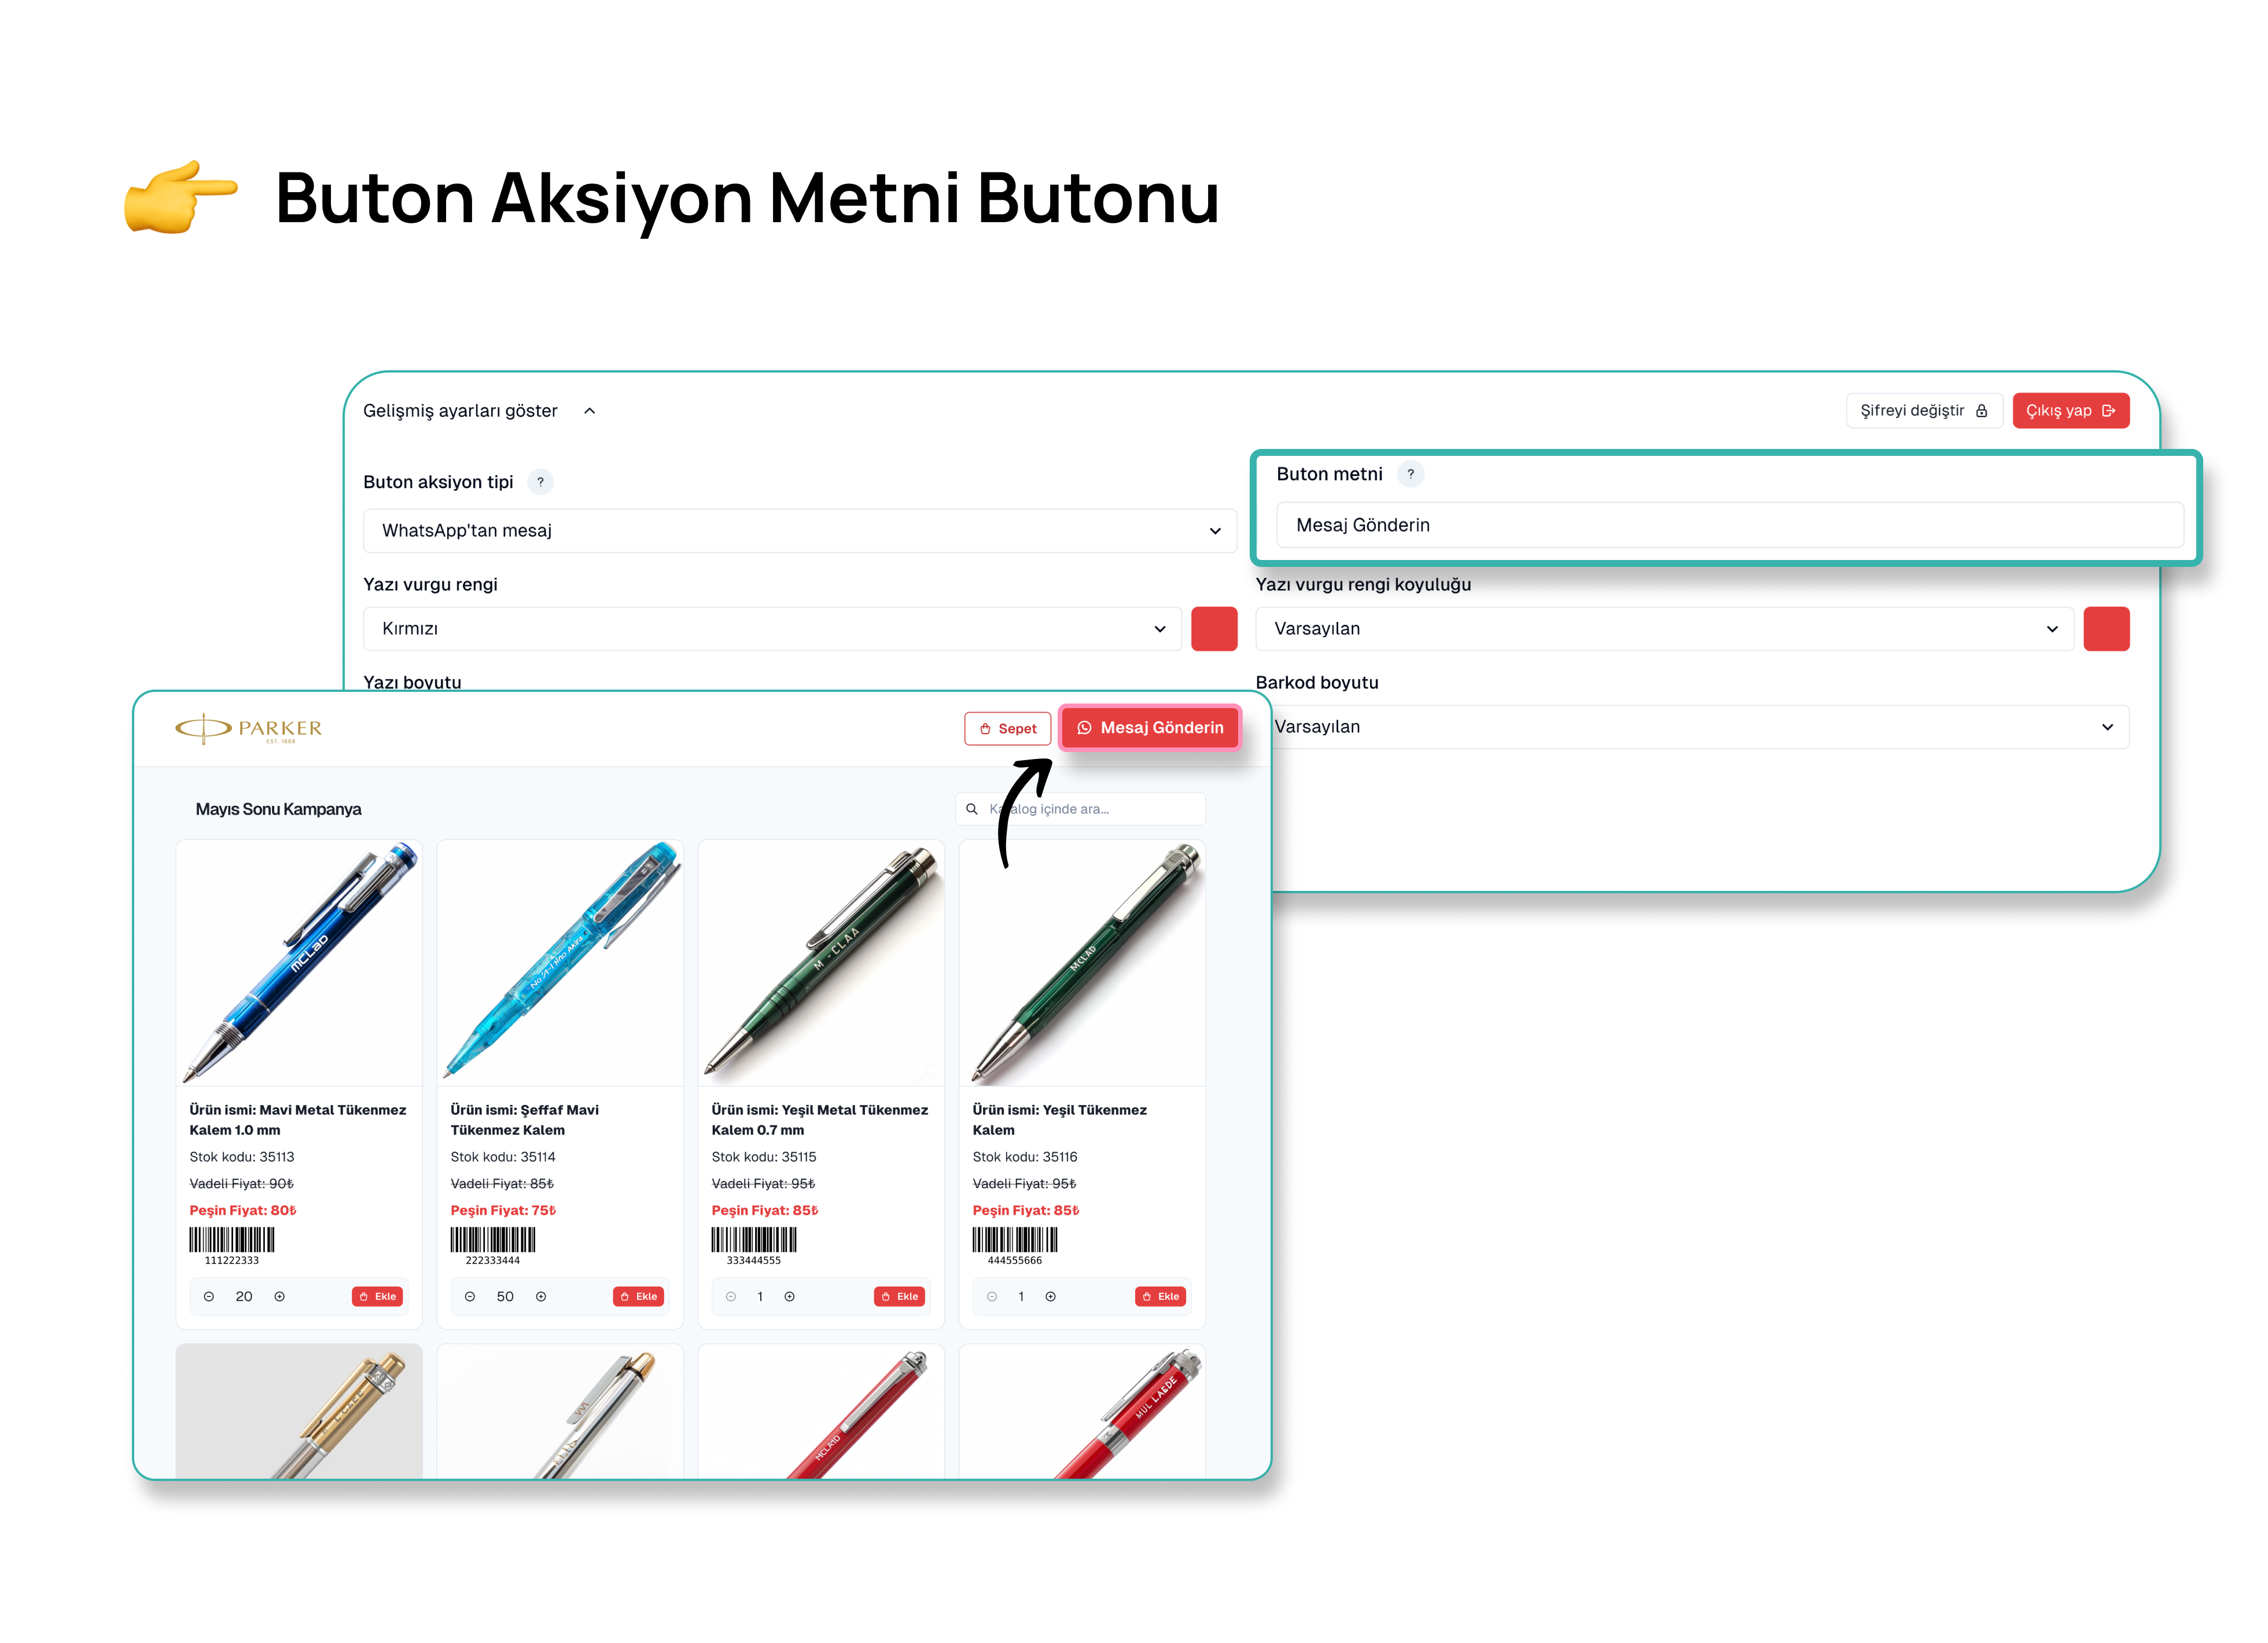 Buton Aksiyon Metni Butonu
Gelişmiş ayarları göster
Şifreyi değiştir
Çıkış yap
Buton aksiyon tipi ?
Buton metni ?
WhatsApp'tan mesaj
Mesaj Gönderin
Yazı vurgu rengi
Yazı vurgu rengi koyuluğu
Kırmızı
Varsayılan
Yazı boyutu
Barkod boyutu
Varsayılan
PARKER
EST. 1888
Sepet
Mesaj Gönderin
Mayıs Sonu Kampanya
Katalog içinde ara...
MCLAD
M - CLAA
MCLAD
Ürün ismi: Mavi Metal Tükenmez
Kalem 1.0 mm
Stok kodu: 35113
Vadeli Fiyat: 90₺
Peşin Fiyat: 80₺
111222333
20
Ekle
Ürün ismi: Şeffaf Mavi
Tükenmez Kalem
Stok kodu: 35114
Vadeli Fiyat: 85₺
Peşin Fiyat: 75₺
222333444
50
Ekle
Ürün ismi: Yeşil Metal Tükenmez
Kalem 0.7 mm
Stok kodu: 35115
Vadeli Fiyat: 95₺
Peşin Fiyat: 85₺
333444555
1
Ekle
Ürün ismi: Yeşil Tükenmez
Kalem
Stok kodu: 35116
Vadeli Fiyat: 95₺
Peşin Fiyat: 85₺
444555666
1
Ekle
MUL LAEDE